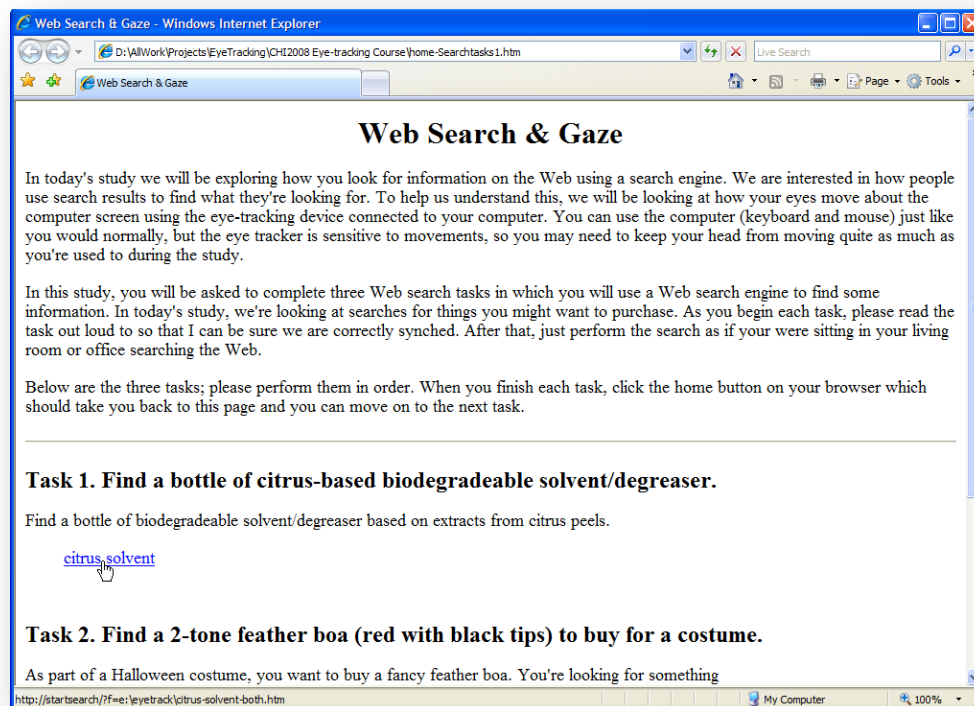 Web Search & Gaze - Windows Internet Explorer
D:\AllWork\Projects\EyeTracking\CHI2008 Eye-tracking Course\home-Searchtasks1.htm
Live Search
Web Search & Gaze
Page
Tools
Web Search & Gaze
In today's study we will be exploring how you look for information on the Web using a search engine. We are interested in how people
use search results to find what they're looking for. To help us understand this, we will be looking at how your eyes move about the
computer screen using the eye-tracking device connected to your computer. You can use the computer (keyboard and mouse) just like
you would normally, but the eye tracker is sensitive to movements, so you may need to keep your head from moving quite as much as
you're used to during the study.
In this study, you will be asked to complete three Web search tasks in which you will use a Web search engine to find some
information. In today's study, we're looking at searches for things you might want to purchase. As you begin each task, please read the
task out loud to so that I can be sure we are correctly synched. After that, just perform the search as if your were sitting in your living
room or office searching the Web.
Below are the three tasks; please perform them in order. When you finish each task, click the home button on your browser which
should take you back to this page and you can move on to the next task.
Task 1. Find a bottle of citrus-based biodegradeable solvent/degreaser.
Find a bottle of biodegradeable solvent/degreaser based on extracts from citrus peels.
citrus solvent
Task 2. Find a 2-tone feather boa (red with black tips) to buy for a costume.
As part of a Halloween costume, you want to buy a fancy feather boa. You're looking for something
http://startsearch/?f=e:\eyetrack\citrus-solvent-both.htm
My Computer
100%